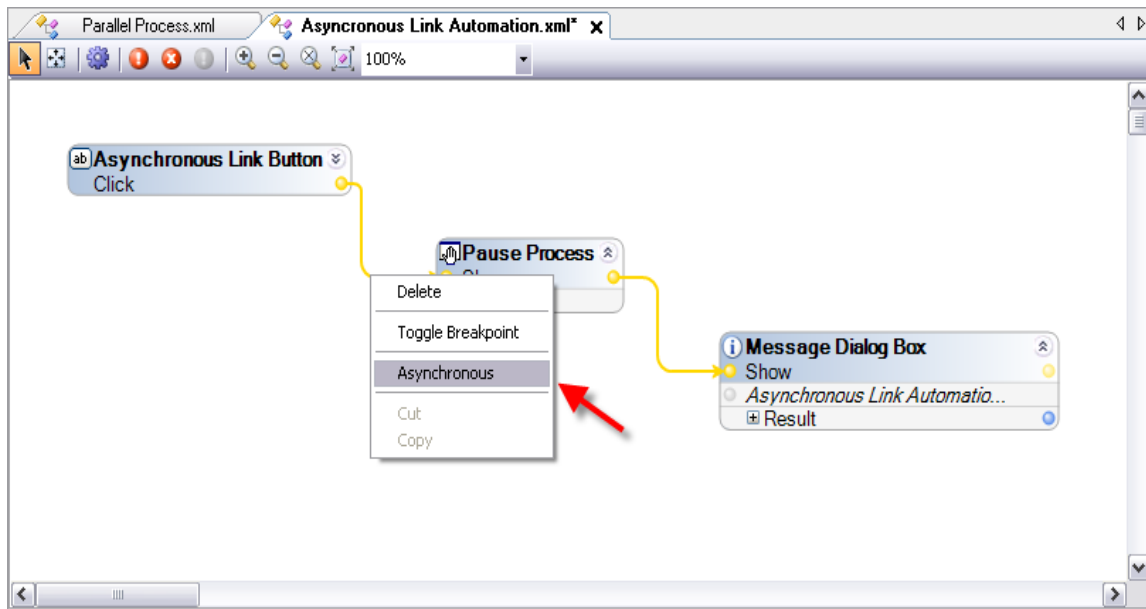 Parallel Process.xml
Asyncronous Link Automation.xml*
100%
ab Asynchronous Link Button
Click
Pause Process
Delete
Toggle Breakpoint
Asynchronous
Cut
Copy
i Message Dialog Box
Show
Asynchronous Link Automatio...
Result